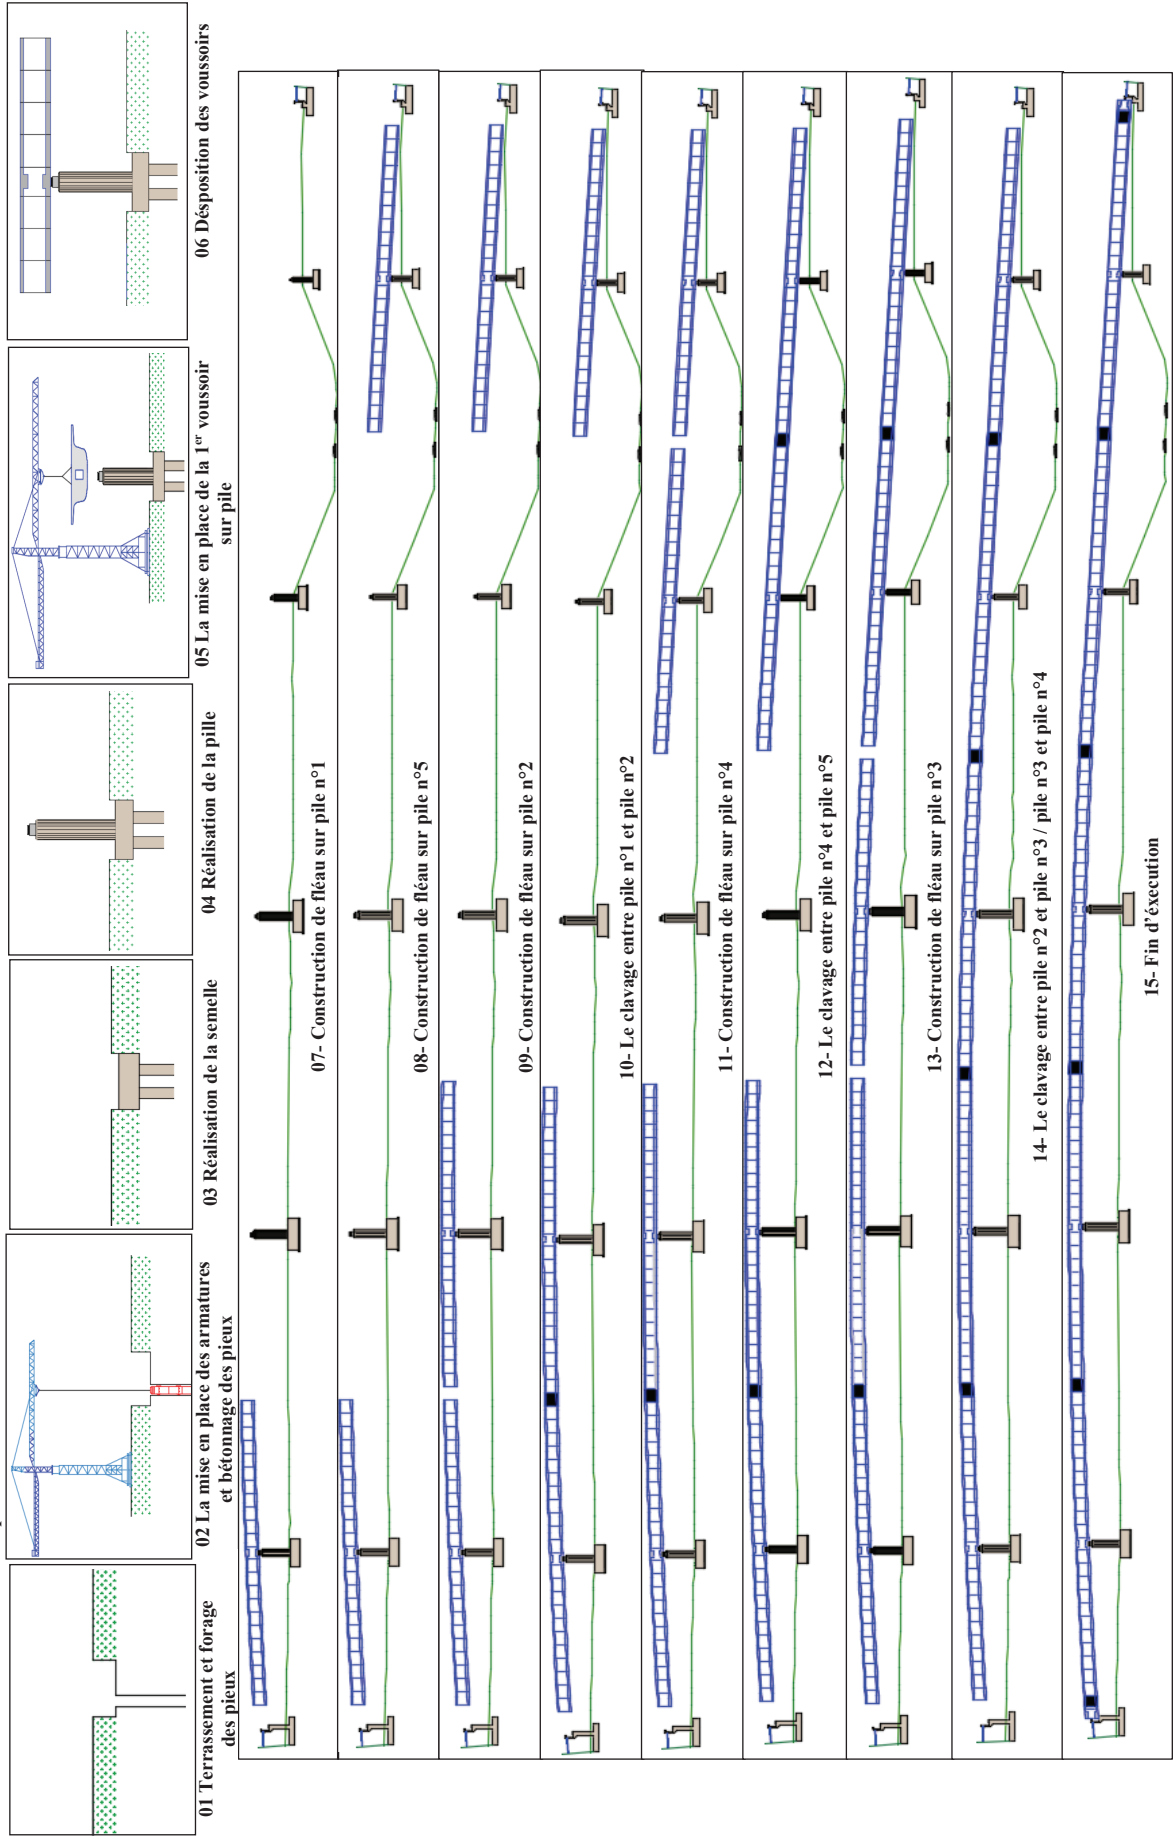 01 Terrassement et forage
des pieux
02 La mise en place des armatures
et bétonnage des pieux
03 Réalisation de la semelle
04 Réalisation de la pille
05 La mise en place de la 1er voussoir
sur pile
06 Désposition des voussoirs
07- Construction de fléau sur pile n°1
08- Construction de fléau sur pile n°5
09- Construction de fléau sur pile n°2
10- Le clavage entre pile n°1 et pile n°2
11- Construction de fléau sur pile n°4
12- Le clavage entre pile n°4 et pile n°5
13- Construction de fléau sur pile n°3
14- Le clavage entre pile n°2 et pile n°3 / pile n°3 et pile n°4
15- Fin d'éxecution